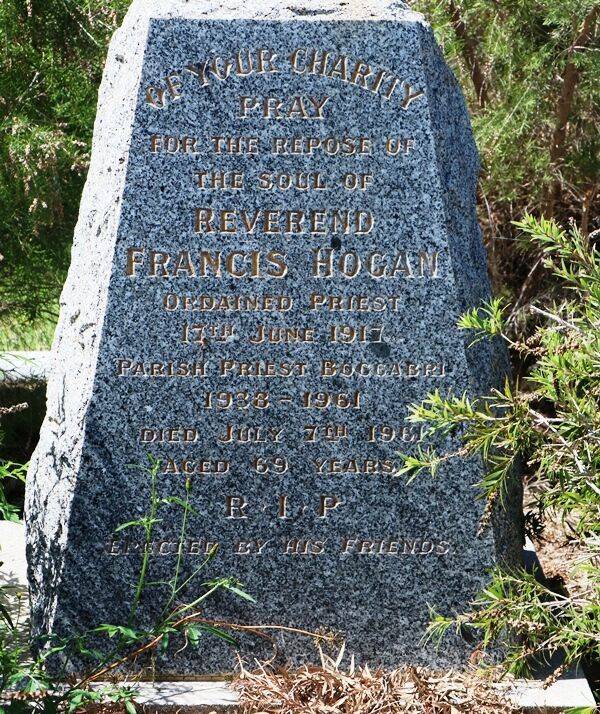 OF YOUR CHARITY
PRAY
FOR THE REPOSE OF
THE SOUL OF
REVEREND
FRANCIS HOGAN
ORDAINED PRIEST
17TH JUNE 1917
PARISH PRIEST BOGGABRI
1938 - 1961
DIED JULY 7TH 1961
AGED 69 YEARS
R.I.P
ERECTED BY HIS FRIENDS.